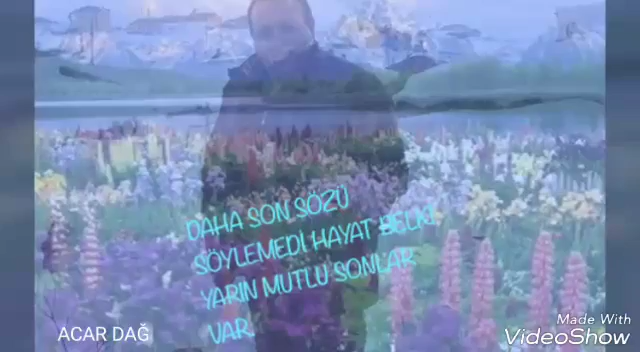 DAHA SON SÖZÜ
SÖYLEMEDİ HAYAT BELKİ
YARIN MUTLU SONLAR
VAR
ACAR DAĞ
Made With
VideoShow